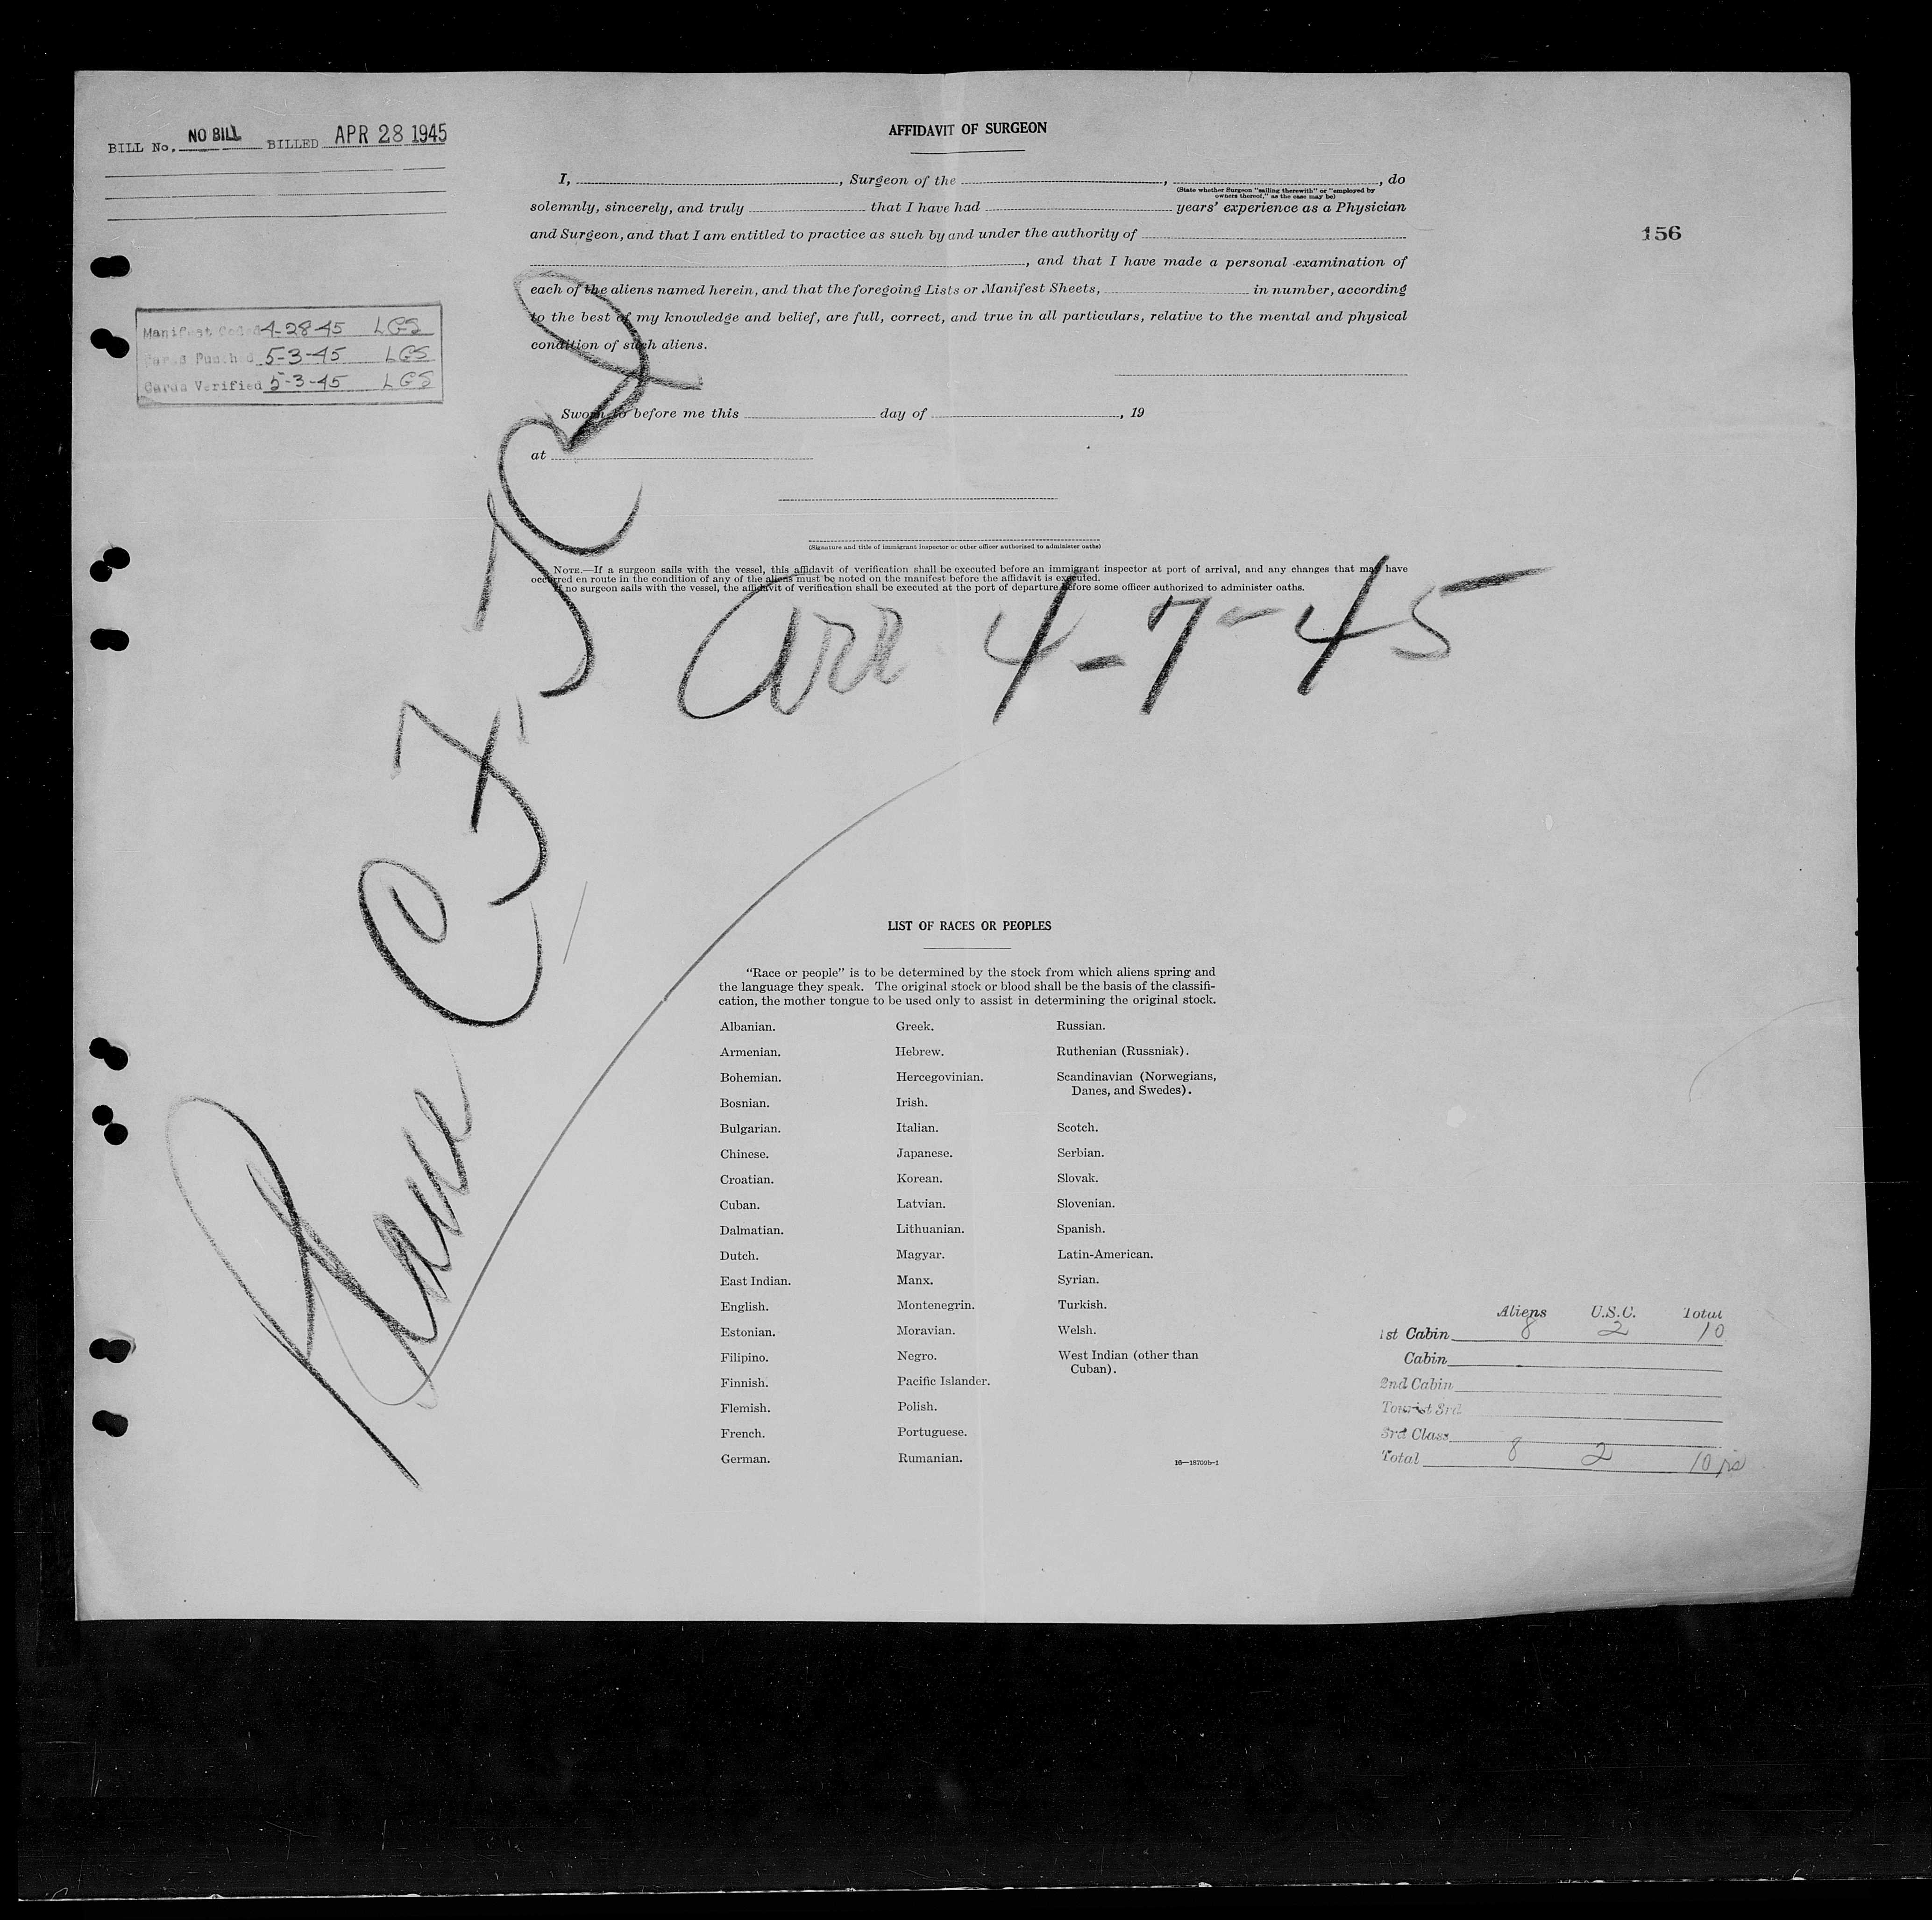 BILL No. NO BILL BILLED APR 28 1945
AFFIDAVIT OF SURGEON
I, , Surgeon of the , , do
(State whether Surgeon "sailing therewith" or "employed by
owners thereof," as the case may be)
solemnly, sincerely, and truly that I have had years' experience as a Physician
and Surgeon, and that I am entitled to practice as such by and under the authority of
, and that I have made a personal examination of
each of the aliens named herein, and that the foregoing Lists or Manifest Sheets, in number, according
to the best of my knowledge and belief, are full, correct, and true in all particulars, relative to the mental and physical
condition of such aliens.
156
Manifest Coded 4-28-45 LGS
Cards Punched 5-3-45 LGS
Cards Verified 5-3-45 LGS
Sworn to before me this day of , 19
at
(Signature and title of immigrant inspector or other officer authorized to administer oaths)
NOTE.—If a surgeon sails with the vessel, this affidavit of verification shall be executed before an immigrant inspector at port of arrival, and any changes that may have
occurred en route in the condition of any of the aliens must be noted on the manifest before the affidavit is executed.
If no surgeon sails with the vessel, the affidavit of verification shall be executed at the port of departure before some officer authorized to administer oaths.
Arr 4-7-45
Plane
LIST OF RACES OR PEOPLES
"Race or people" is to be determined by the stock from which aliens spring and
the language they speak. The original stock or blood shall be the basis of the classifi-
cation, the mother tongue to be used only to assist in determining the original stock.
Albanian.
Armenian.
Bohemian.
Bosnian.
Bulgarian.
Chinese.
Croatian.
Cuban.
Dalmatian.
Dutch.
East Indian.
English.
Estonian.
Filipino.
Finnish.
Flemish.
French.
German.
Greek.
Hebrew.
Hercegovinian.
Irish.
Italian.
Japanese.
Korean.
Latvian.
Lithuanian.
Magyar.
Manx.
Montenegrin.
Moravian.
Negro.
Pacific Islander.
Polish.
Portuguese.
Rumanian.
Russian.
Ruthenian (Russniak).
Scandinavian (Norwegians,
Danes, and Swedes).
Scotch.
Serbian.
Slovak.
Slovenian.
Spanish.
Latin-American.
Syrian.
Turkish.
Welsh.
West Indian (other than
Cuban).
16—18709b-1
Aliens U.S.C. Total
1st Cabin 8 2 10
Cabin
2nd Cabin
Tourist 3rd
3rd Class
Total 8 2 10